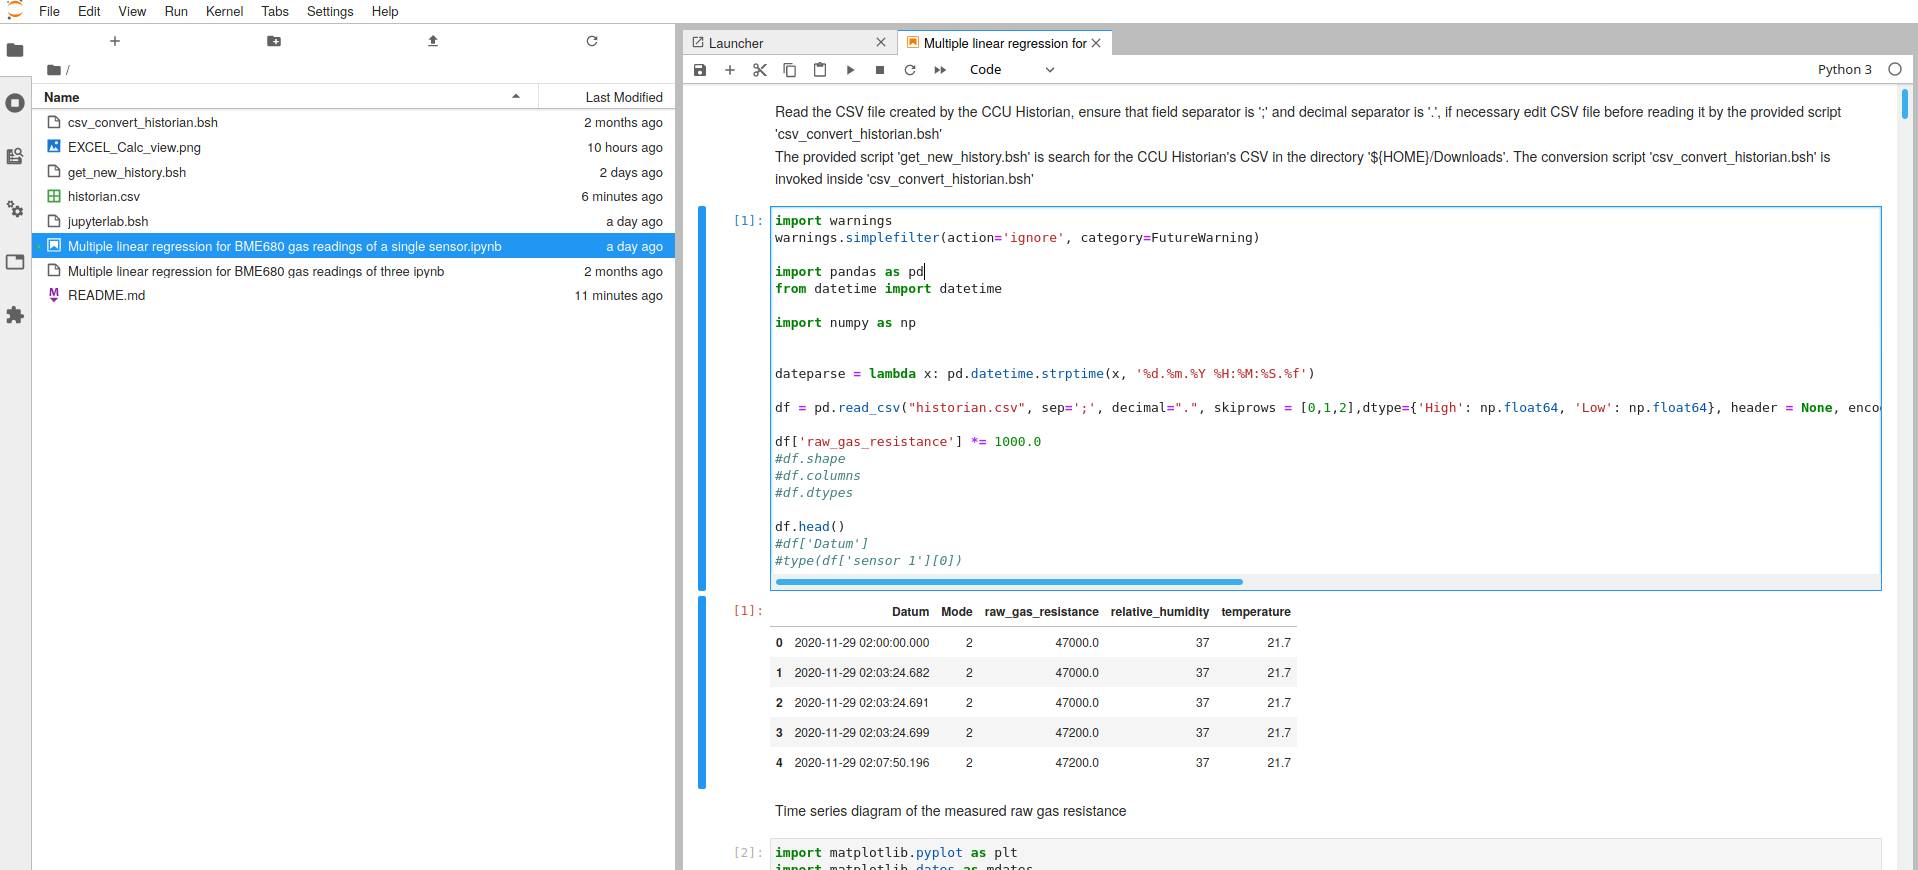 File Edit View Run Kernel Tabs Settings Help
/
Name Last Modified
csv_convert_historian.bsh 2 months ago
EXCEL_Calc_view.png 10 hours ago
get_new_history.bsh 2 days ago
historian.csv 6 minutes ago
jupyterlab.bsh a day ago
Multiple linear regression for BME680 gas readings of a single sensor.ipynb a day ago
Multiple linear regression for BME680 gas readings of three ipynb 2 months ago
README.md 11 minutes ago
Launcher Multiple linear regression for
Code Python 3
Read the CSV file created by the CCU Historian, ensure that field separator is ';' and decimal separator is '.', if necessary edit CSV file before reading it by the provided script
'csv_convert_historian.bsh'
The provided script 'get_new_history.bsh' is search for the CCU Historian's CSV in the directory '${HOME}/Downloads'. The conversion script 'csv_convert_historian.bsh' is
invoked inside 'csv_convert_historian.bsh'
[1]: import warnings
warnings.simplefilter(action='ignore', category=FutureWarning)
import pandas as pd
from datetime import datetime
import numpy as np
dateparse = lambda x: pd.datetime.strptime(x, '%d.%m.%Y %H:%M:%S.%f')
df = pd.read_csv("historian.csv", sep=';', decimal=".", skiprows = [0,1,2],dtype={'High': np.float64, 'Low': np.float64}, header = None, enco
df['raw_gas_resistance'] *= 1000.0
#df.shape
#df.columns
#df.dtypes
df.head()
#df['Datum']
#type(df['sensor 1'][0])
[1]: Datum Mode raw_gas_resistance relative_humidity temperature
0 2020-11-29 02:00:00.000 2 47000.0 37 21.7
1 2020-11-29 02:03:24.682 2 47000.0 37 21.7
2 2020-11-29 02:03:24.691 2 47000.0 37 21.7
3 2020-11-29 02:03:24.699 2 47200.0 37 21.7
4 2020-11-29 02:07:50.196 2 47200.0 37 21.7
Time series diagram of the measured raw gas resistance
[2]: import matplotlib.pyplot as plt
import matplotlib.dates as mdates